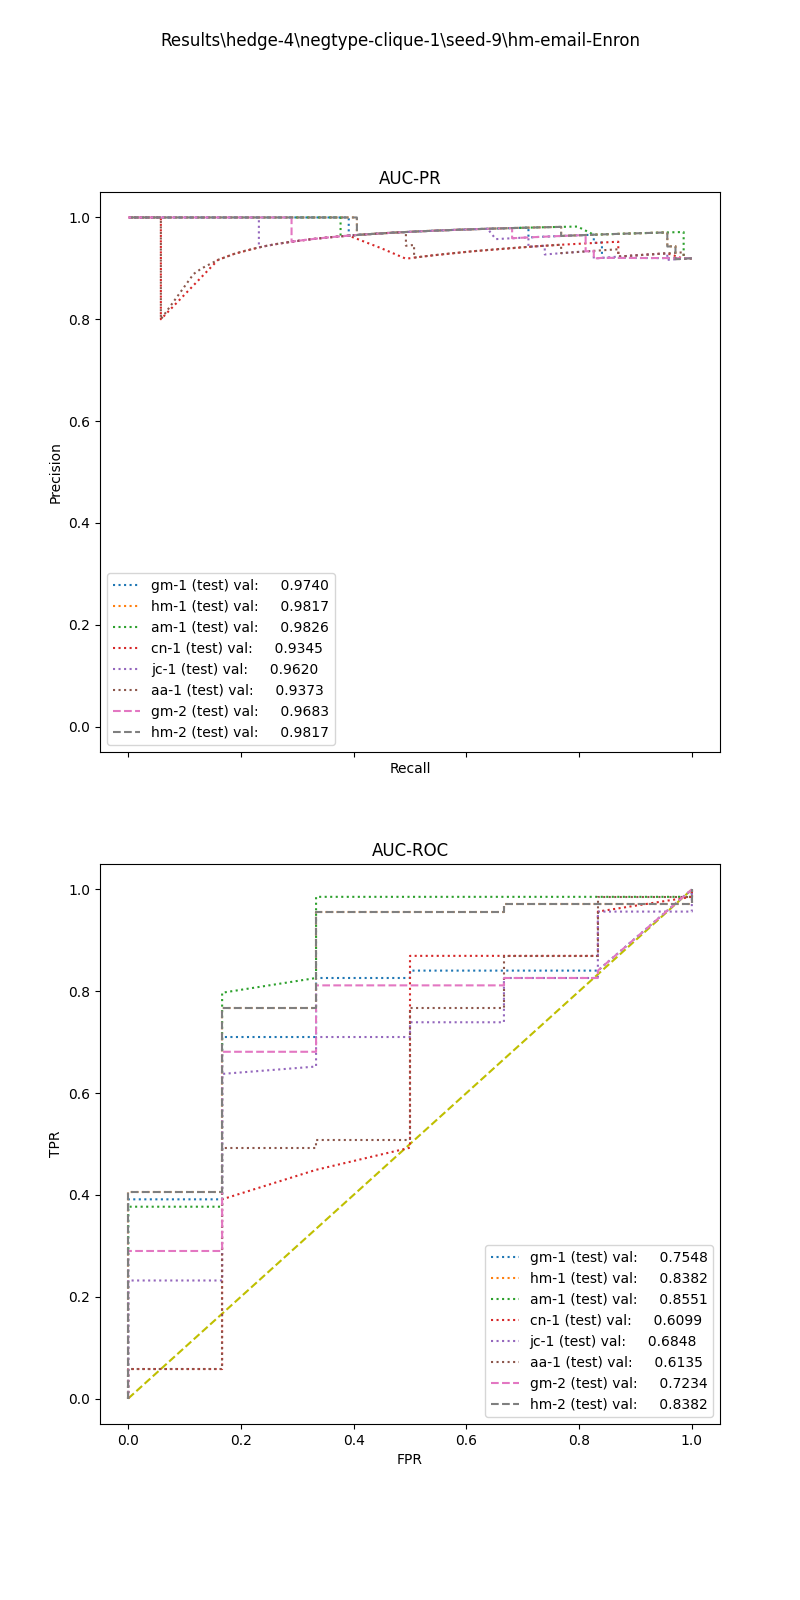 Results\hedge-4\negtype-clique-1\seed-9\hm-email-Enron
AUC-PR
1.0
0.8
0.6
0.4
0.2
0.0
Precision
gm-1 (test) val: 0.9740
hm-1 (test) val: 0.9817
am-1 (test) val: 0.9826
cn-1 (test) val: 0.9345
jc-1 (test) val: 0.9620
aa-1 (test) val: 0.9373
gm-2 (test) val: 0.9683
hm-2 (test) val: 0.9817
Recall
AUC-ROC
1.0
0.8
0.6
0.4
0.2
0.0
TPR
gm-1 (test) val: 0.7548
hm-1 (test) val: 0.8382
am-1 (test) val: 0.8551
cn-1 (test) val: 0.6099
jc-1 (test) val: 0.6848
aa-1 (test) val: 0.6135
gm-2 (test) val: 0.7234
hm-2 (test) val: 0.8382
0.0 0.2 0.4 0.6 0.8 1.0
FPR